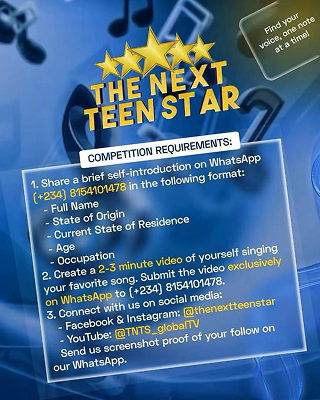 Find your
voice, one note
at a time!
THE NEXT
TEEN STAR
COMPETITION REQUIREMENTS:
1. Share a brief self-introduction on WhatsApp
(+234) 8154101478 in the following format:
- Full Name
- State of Origin
- Current State of Residence
- Age
- Occupation
2. Create a 2-3 minute video of yourself singing
your favorite song. Submit the video exclusively
on WhatsApp to (+234) 8154101478.
3. Connect with us on social media:
- Facebook & Instagram: @thenextteenstar
- YouTube: @TNTS_globalTV
Send us screenshot proof of your follow on
our WhatsApp.